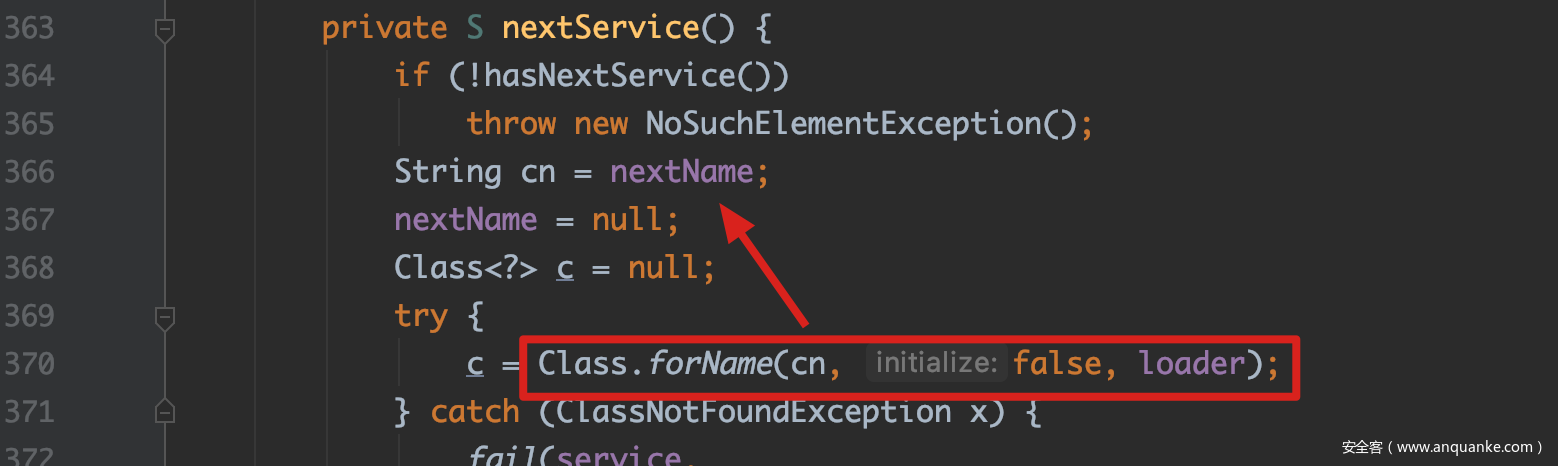 363 private S nextService() {
364 if (!hasNextService())
365 throw new NoSuchElementException();
366 String cn = nextName;
367 nextName = null;
368 Class<?> c = null;
369 try {
370 c = Class.forName(cn, initialize: false, loader);
371 } catch (ClassNotFoundException x) {
372 fail(service,
安全客（www.anquanke.com）